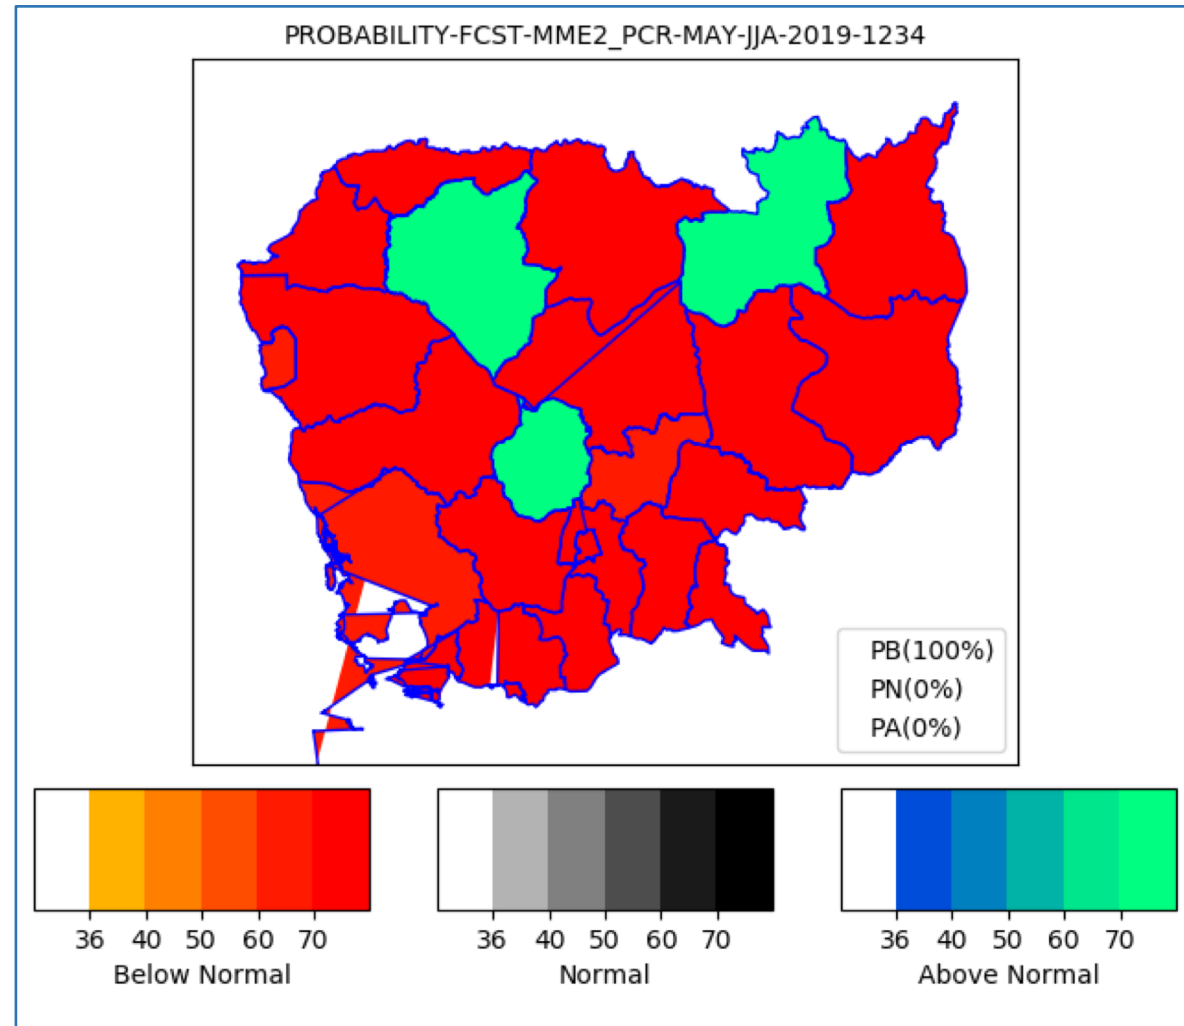 PROBABILITY-FCST-MME2_PCR-MAY-JJA-2019-1234
PB(100%)
PN(0%)
PA(0%)
36 40 50 60 70
Below Normal
36 40 50 60 70
Normal
36 40 50 60 70
Above Normal